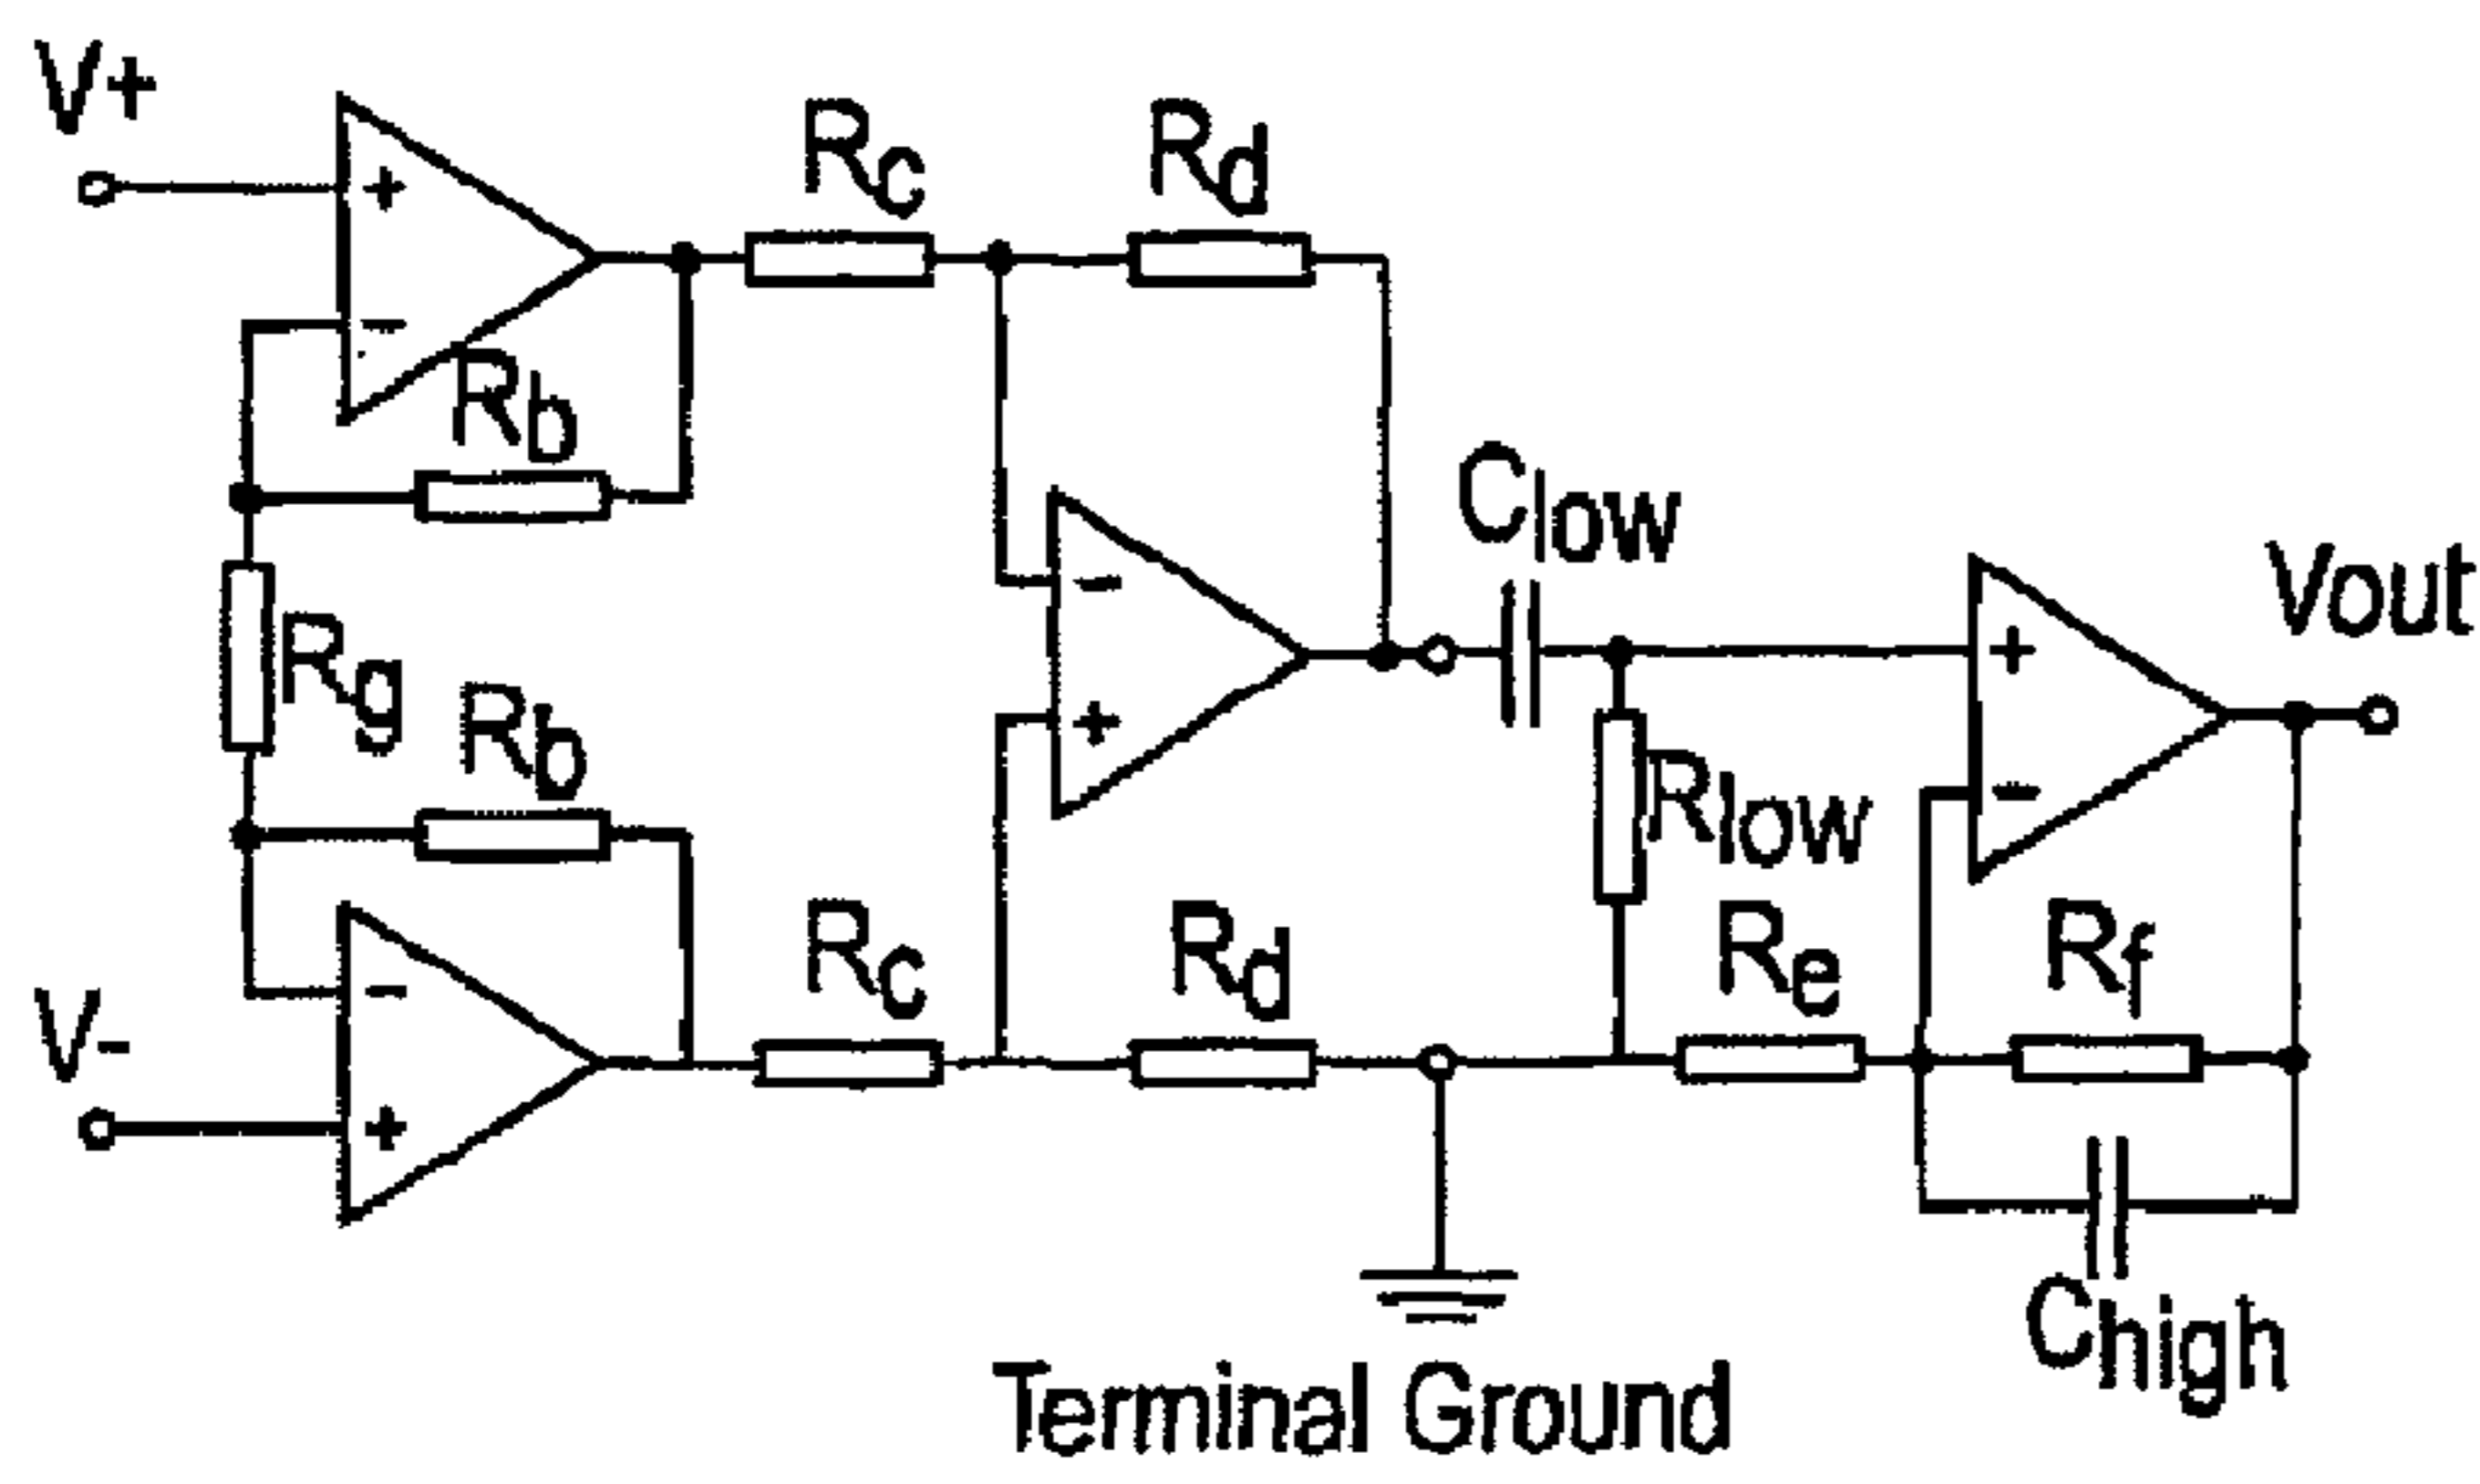 V+
Rc
Rd
+
−
Rb
Clow
Vout
Rg
−
+
Rb
+
−
Rlow
Rc
Rd
Re
Rf
V-
−
+
Chigh
Terminal Ground